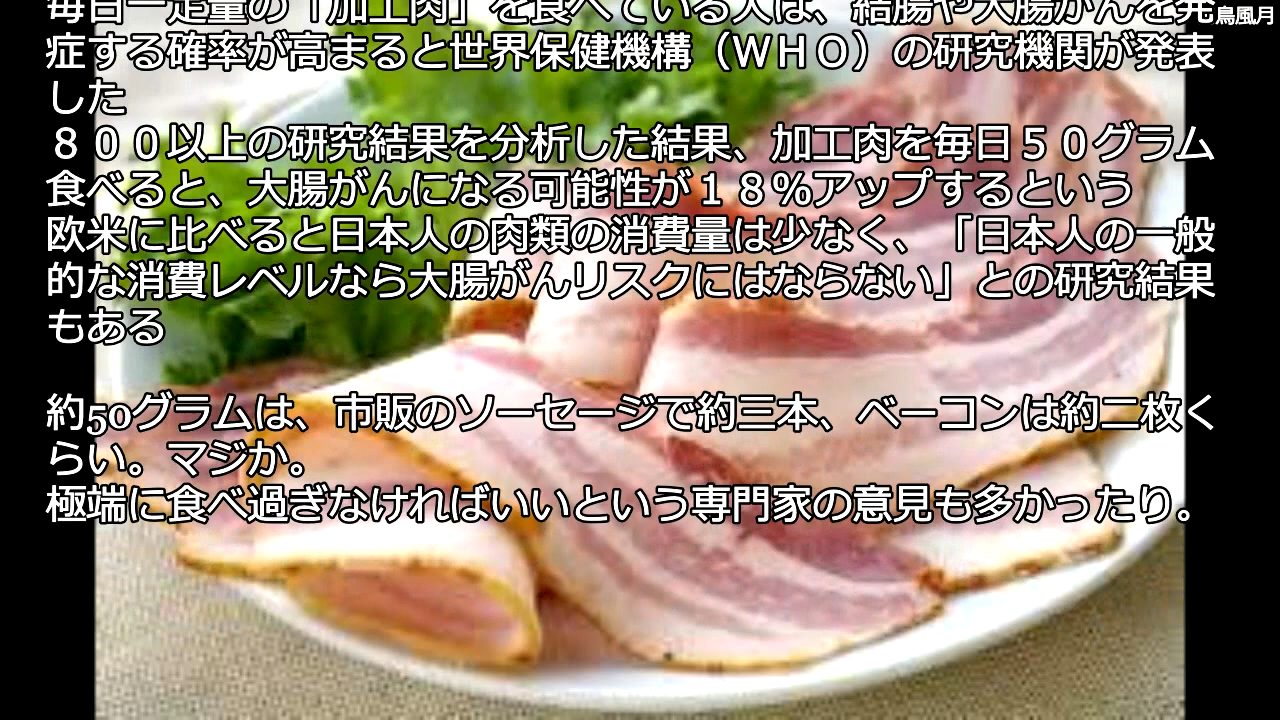 鳥風月
毎日一定量の「加工肉」を食べている人は、結腸や大腸がんを発
症する確率が高まると世界保健機構（ＷＨＯ）の研究機関が発表
した
８００以上の研究結果を分析した結果、加工肉を毎日５０グラム
食べると、大腸がんになる可能性が１８％アップするという
欧米に比べると日本人の肉類の消費量は少なく、「日本人の一般
的な消費レベルなら大腸がんリスクにはならない」との研究結果
もある
約50グラムは、市販のソーセージで約三本、ベーコンは約二枚く
らい。マジか。
極端に食べ過ぎなければいいという専門家の意見も多かったり。